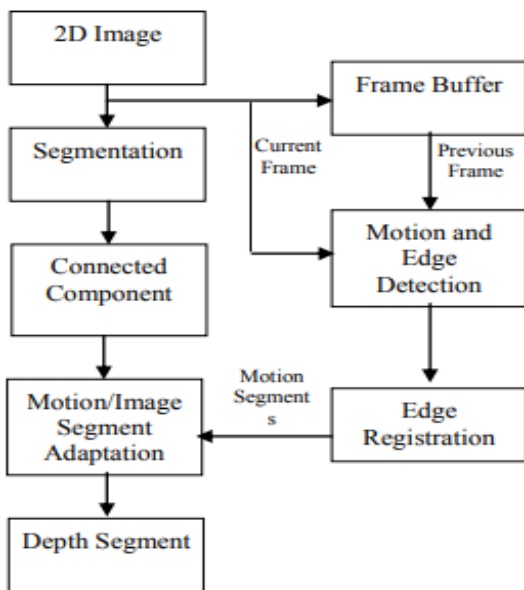 2D Image
Frame Buffer
Segmentation
Current
Frame
Previous
Frame
Connected
Component
Motion and
Edge
Detection
Motion/Image
Segment
Adaptation
Motion
Segment
s
Edge
Registration
Depth Segment